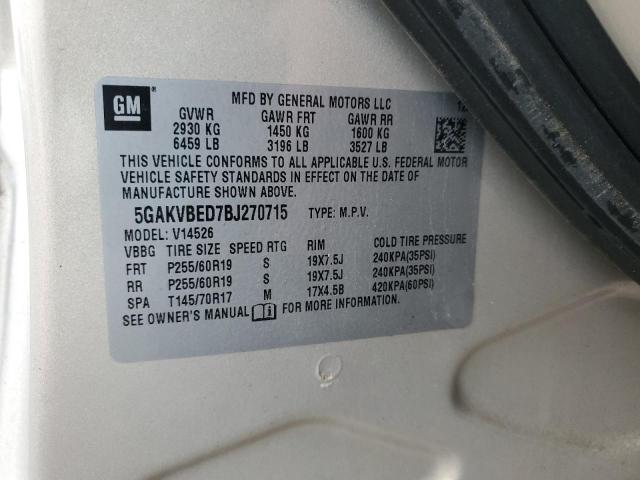 GM
MFD BY GENERAL MOTORS LLC
GVWR GAWR FRT GAWR RR
2930 KG 1450 KG 1600 KG
6459 LB 3196 LB 3527 LB
THIS VEHICLE CONFORMS TO ALL APPLICABLE U.S. FEDERAL MOTOR
VEHICLE SAFETY STANDARDS IN EFFECT ON THE DATE OF
MANUFACTURE SHOWN ABOVE.
5GAKVBED7BJ270715 TYPE: M.P.V.
MODEL: V14526
VBBG TIRE SIZE SPEED RTG RIM COLD TIRE PRESSURE
FRT P255/60R19 S 19X7.5J 240KPA(35PSI)
RR P255/60R19 S 19X7.5J 240KPA(35PSI)
SPA T145/70R17 M 17X4.5B 420KPA(60PSI)
SEE OWNER'S MANUAL FOR MORE INFORMATION.